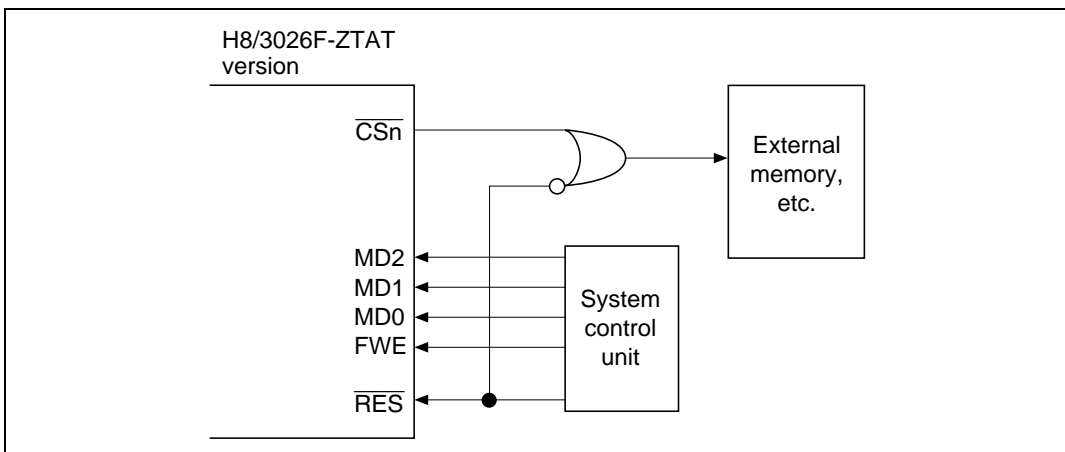 H8/3026F-ZTAT
version
CSn
External
memory,
etc.
MD2
MD1
MD0
FWE
RES
System
control
unit